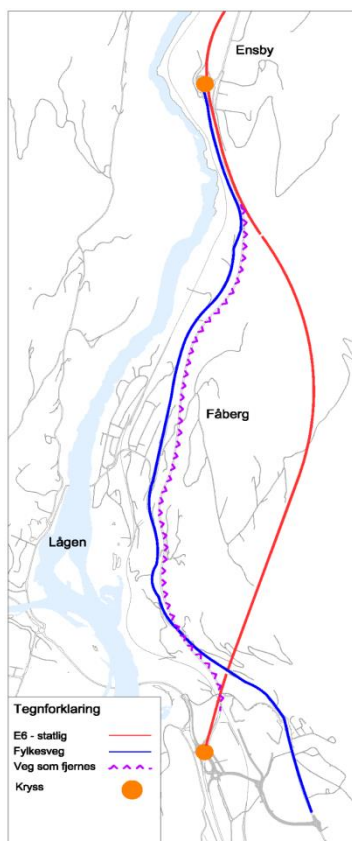 Ensby
Fåberg
Lågen
Tegnforklaring
E6 - statlig
Fylkesveg
Veg som fjernes
Kryss